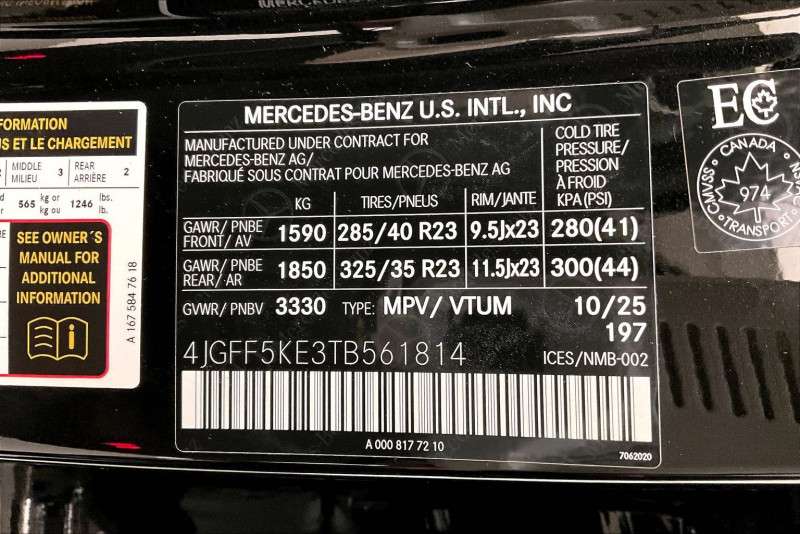 FORMATION
US ET LE CHARGEMENT
MIDDLE MILIEU 3 REAR ARRIÈRE 2
565 kg or kg ou 1246 lbs. lb.
SEE OWNER´S
MANUAL FOR
ADDITIONAL
INFORMATION
A 167 584 76 18
MERCEDES-BENZ U.S. INTL., INC
MANUFACTURED UNDER CONTRACT FOR
MERCEDES-BENZ AG/
FABRIQUÉ SOUS CONTRAT POUR MERCEDES-BENZ AG
COLD TIRE
PRESSURE/
PRESSION
À FROID
KPA(PSI)
KG TIRES/PNEUS RIM/JANTE
GAWR/ PNBE FRONT/ AV 1590 285/40 R23 9.5Jx23 280(41)
GAWR/ PNBE REAR/ AR 1850 325/35 R23 11.5Jx23 300(44)
GVWR/ PNBV 3330 TYPE: MPV/ VTUM 10/25
197
4JGFF5KE3TB561814 ICES/NMB-002
A 000 817 72 10
7062020
EC
CANADA
CMVSS
974
TRANSPORT